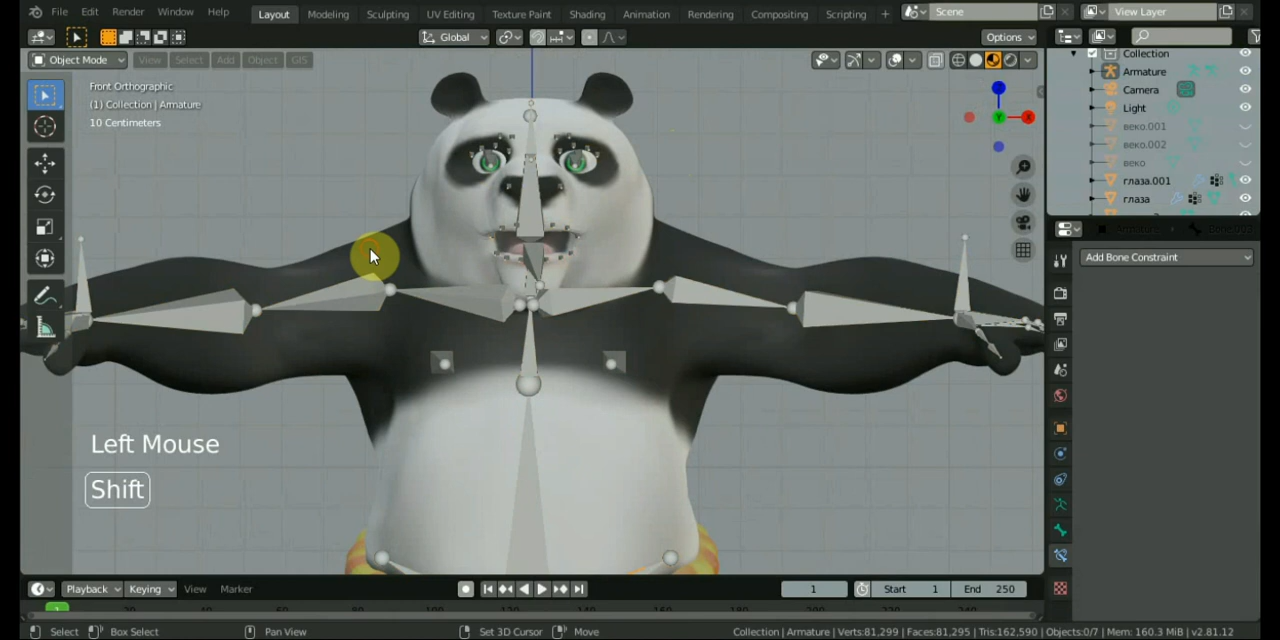 File Edit Render Window Help Layout Modeling Sculpting UV Editing Texture Paint Shading Animation Rendering Compositing Scripting + Scene View Layer
Global Options
Object Mode View Select Add Object GIS
Front Orthographic
(1) Collection | Armature
10 Centimeters
Z
Y
X
Collection
Armature
Camera
Light
веко.001
веко.002
веко
глаза.001
глаза
Armature
Add Bone Constraint
Left Mouse
Shift
Playback Keying View Marker 1 Start 1 End 250
Select Box Select Pan View Set 3D Cursor Move Collection | Armature | Verts:81,299 | Faces:81,295 | Tris:162,590 | Objects:0/7 | Mem: 160.3 MiB | v2.81.12